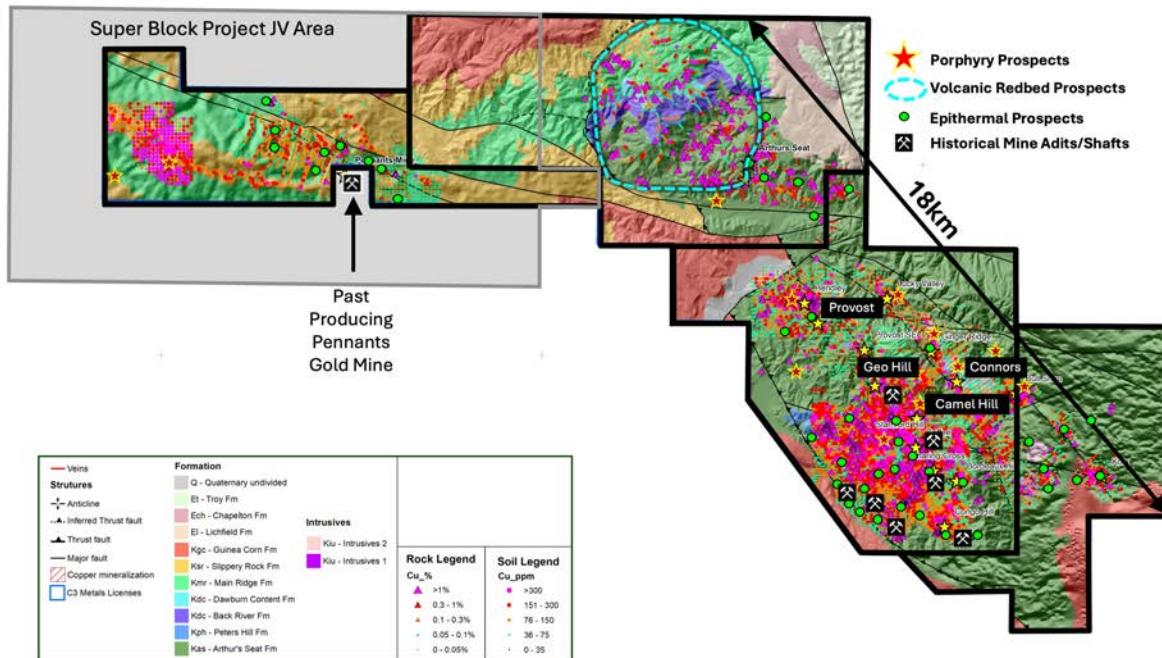 Super Block Project JV Area
Porphyry Prospects
Volcanic Redbed Prospects
Epithermal Prospects
Historical Mine Adits/Shafts
Arthurs Seat
18km
Past
Producing
Pennants
Gold Mine
Hendley
Provost
Ginger Ridge
Geo Hill
Connors
Camel Hill
Veins
Strutures
Anticline
Inferred Thrust fault
Thrust fault
Major fault
Copper mineralization
C3 Metals Licenses
Formation
Q - Quaternary undivided
Et - Troy Fm
Ech - Chapelton Fm
El - Lichfield Fm
Kgc - Guinea Corn Fm
Ksr - Slippery Rock Fm
Kmr - Main Ridge Fm
Kdc - Dawburn Content Fm
Kdc - Back River Fm
Kph - Peters Hill Fm
Kas - Arthur's Seat Fm
Intrusives
Kiu - Intrusives 2
Kiu - Intrusives 1
Rock Legend
Cu_%
>1%
0.3 - 1%
0.1 - 0.3%
0.05 - 0.1%
0 - 0.05%
Soil Legend
Cu_ppm
>300
151 - 300
76 - 150
36 - 75
0 - 35